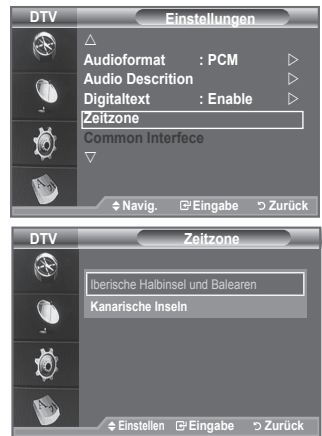 DTV Einstellungen
△
Audioformat : PCM ▷
Audio Descrition ▷
Digitaltext : Enable ▷
Zeitzone
Common Interfece
▽
Navig. Eingabe Zurück
DTV Zeitzone
Iberische Halbinsel und Balearen
Kanarische Inseln
Einstellen Eingabe Zurück